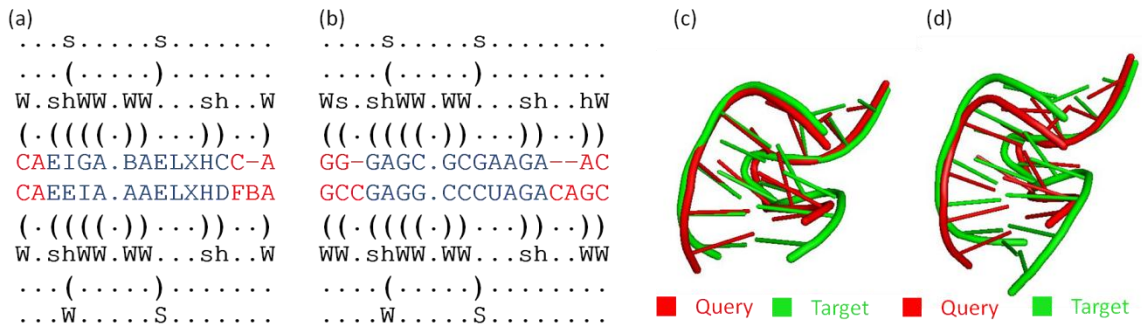 (a)
...s.....s.......
...(.....).......
W.shWW.WW...sh..W
(.((((.))...))..)
CAEIGA.BAELXHCC-A
CAEEIA.AAELXHDFBA
(.((((.))...))..)
W.shWW.WW...sh..W
...(.....).......
...W.....S.......
(b)
....s.....s........
....(.....)........
Ws.shWW.WW...sh..hW
((.((((.))...))..))
GG-GAGC.GCGAAGA--AC
GCCGAGG.CCCUAGACAGC
((.((((.))...))..))
WW.shWW.WW...sh..WW
....(.....)........
....W.....S........
(c)
Query Target
(d)
Query Target